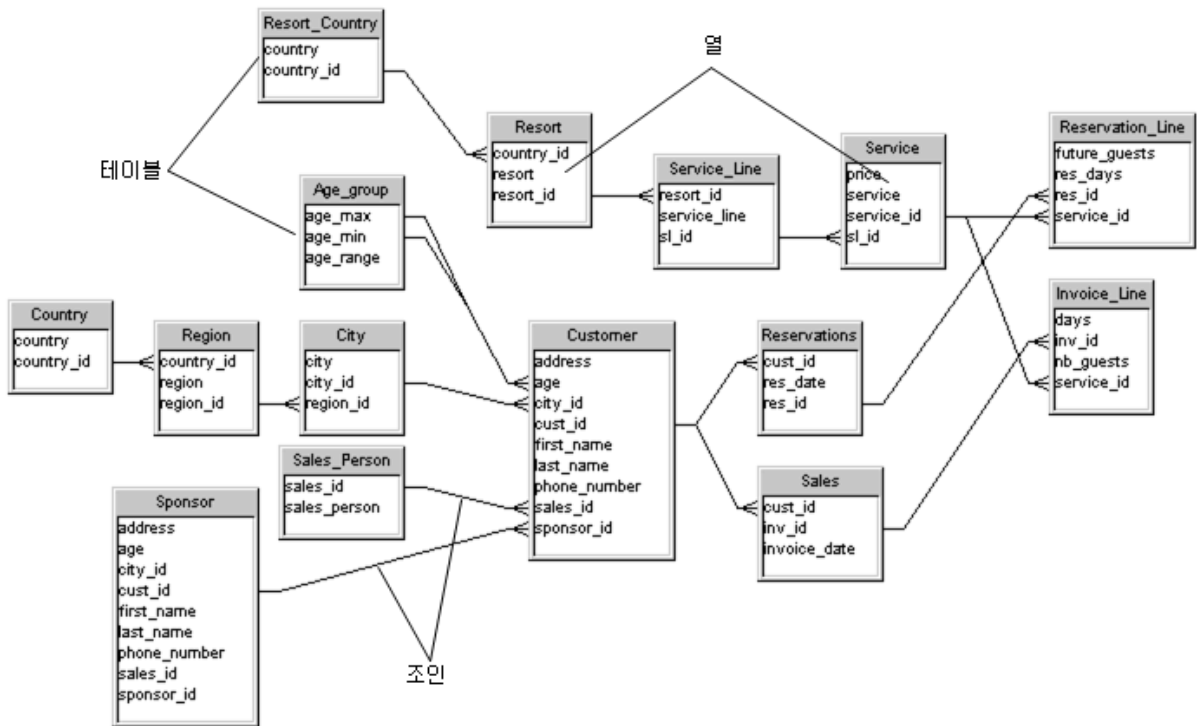 Resort_Country
country
country_id
열
테이블
Resort
country_id
resort
resort_id
Service_Line
resort_id
service_line
sl_id
Service
price
service
service_id
sl_id
Reservation_Line
future_guests
res_days
res_id
service_id
Age_group
age_max
age_min
age_range
Country
country
country_id
Region
country_id
region
region_id
City
city
city_id
region_id
Customer
address
age
city_id
cust_id
first_name
last_name
phone_number
sales_id
sponsor_id
Reservations
cust_id
res_date
res_id
Invoice_Line
days
inv_id
nb_guests
service_id
Sales_Person
sales_id
sales_person
Sales
cust_id
inv_id
invoice_date
Sponsor
address
age
city_id
cust_id
first_name
last_name
phone_number
sales_id
sponsor_id
조인